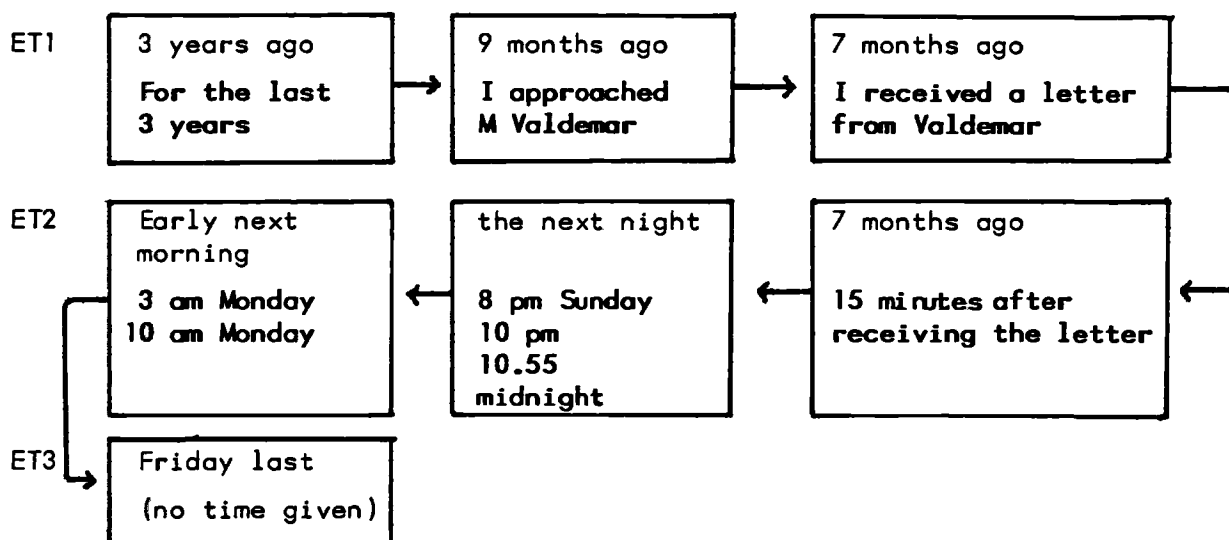 ET1
3 years ago
For the last
3 years
9 months ago
I approached
M Valdemar
7 months ago
I received a letter
from Valdemar
ET2
Early next
morning
3 am Monday
10 am Monday
the next night
8 pm Sunday
10 pm
10.55
midnight
7 months ago
15 minutes after
receiving the letter
ET3
Friday last
(no time given)